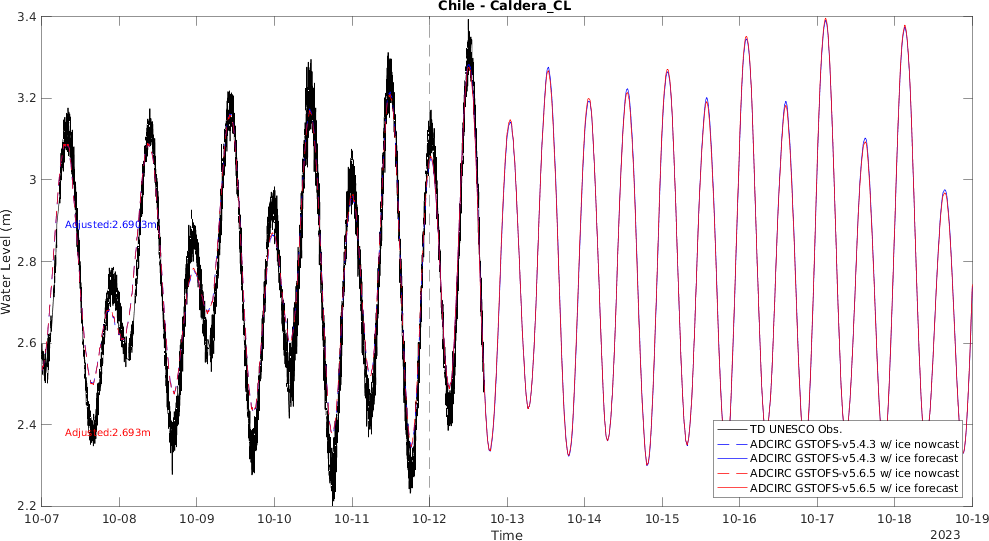 Chile - Caldera_CL
Water Level (m)
3.4
3.2
3
2.8
2.6
2.4
2.2
Adjusted:2.6903m
Adjusted:2.693m
TD UNESCO Obs.
ADCIRC GSTOFS-v5.4.3 w/ ice nowcast
ADCIRC GSTOFS-v5.4.3 w/ ice forecast
ADCIRC GSTOFS-v5.6.5 w/ ice nowcast
ADCIRC GSTOFS-v5.6.5 w/ ice forecast
10-07 10-08 10-09 10-10 10-11 10-12 10-13 10-14 10-15 10-16 10-17 10-18 10-19
Time
2023